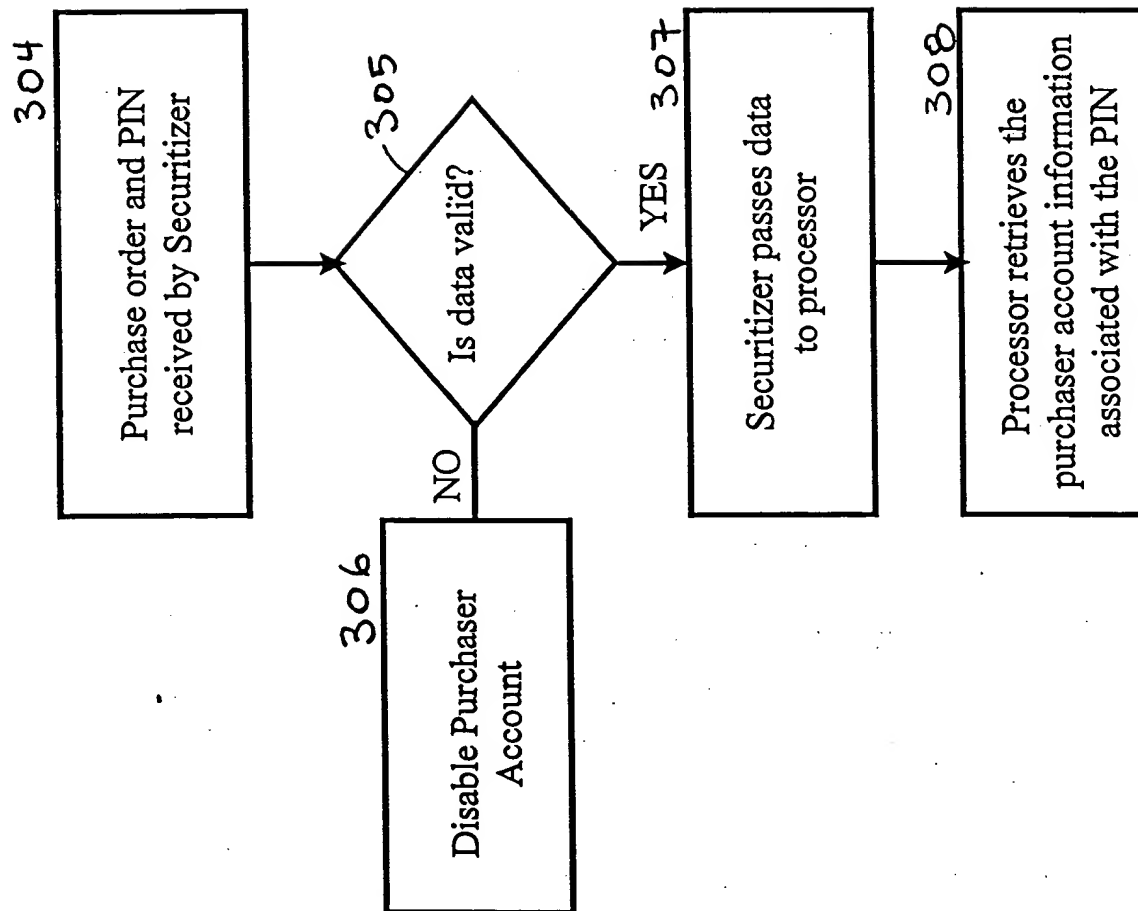 304
Purchase order and PIN
received by Securitizer
305
Is data valid?
NO
306
Disable Purchaser
Account
YES
307
Securitizer passes data
to processor
308
Processor retrieves the
purchaser account information
associated with the PIN